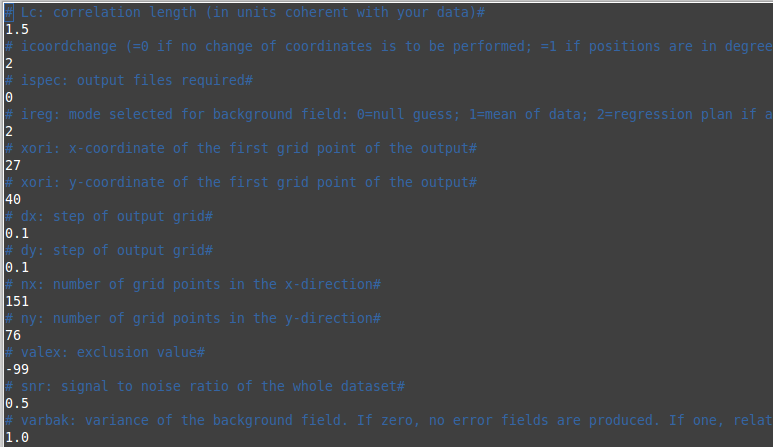 # Lc: correlation length (in units coherent with your data)#
1.5
# icoordchange (=0 if no change of coordinates is to be performed; =1 if positions are in degree
2
# ispec: output files required#
0
# ireg: mode selected for background field: 0=null guess; 1=mean of data; 2=regression plan if a
2
# xori: x-coordinate of the first grid point of the output#
27
# xori: y-coordinate of the first grid point of the output#
40
# dx: step of output grid#
0.1
# dy: step of output grid#
0.1
# nx: number of grid points in the x-direction#
151
# ny: number of grid points in the y-direction#
76
# valex: exclusion value#
-99
# snr: signal to noise ratio of the whole dataset#
0.5
# varbak: variance of the background field. If zero, no error fields are produced. If one, relat
1.0